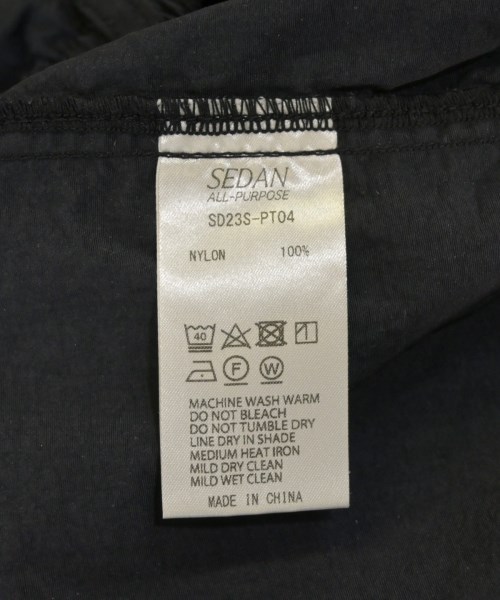 SEDAN
ALL-PURPOSE
SD23S-PT04
NYLON 100%
40
F W
MACHINE WASH WARM
DO NOT BLEACH
DO NOT TUMBLE DRY
LINE DRY IN SHADE
MEDIUM HEAT IRON
MILD DRY CLEAN
MILD WET CLEAN
MADE IN CHINA